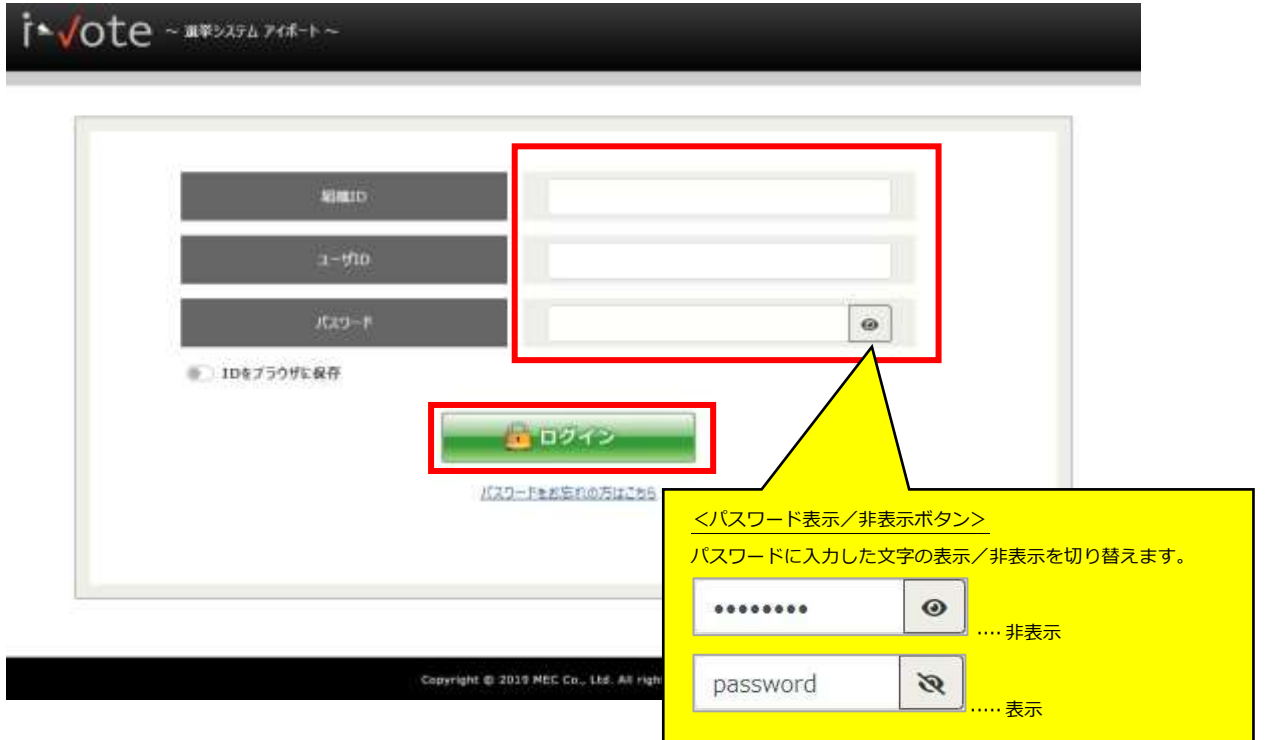 i-Vote ～ 選挙システム アイボート ～
組織ID
ユーザID
パスワード
IDをブラウザに保存
ログイン
パスワードをお忘れの方はこちら
＜パスワード表示／非表示ボタン＞
パスワードに入力した文字の表示／非表示を切り替えます。
‥‥ 非表示
password
‥‥‥ 表示
Copyright © 2019 MEC Co., Ltd. All righ